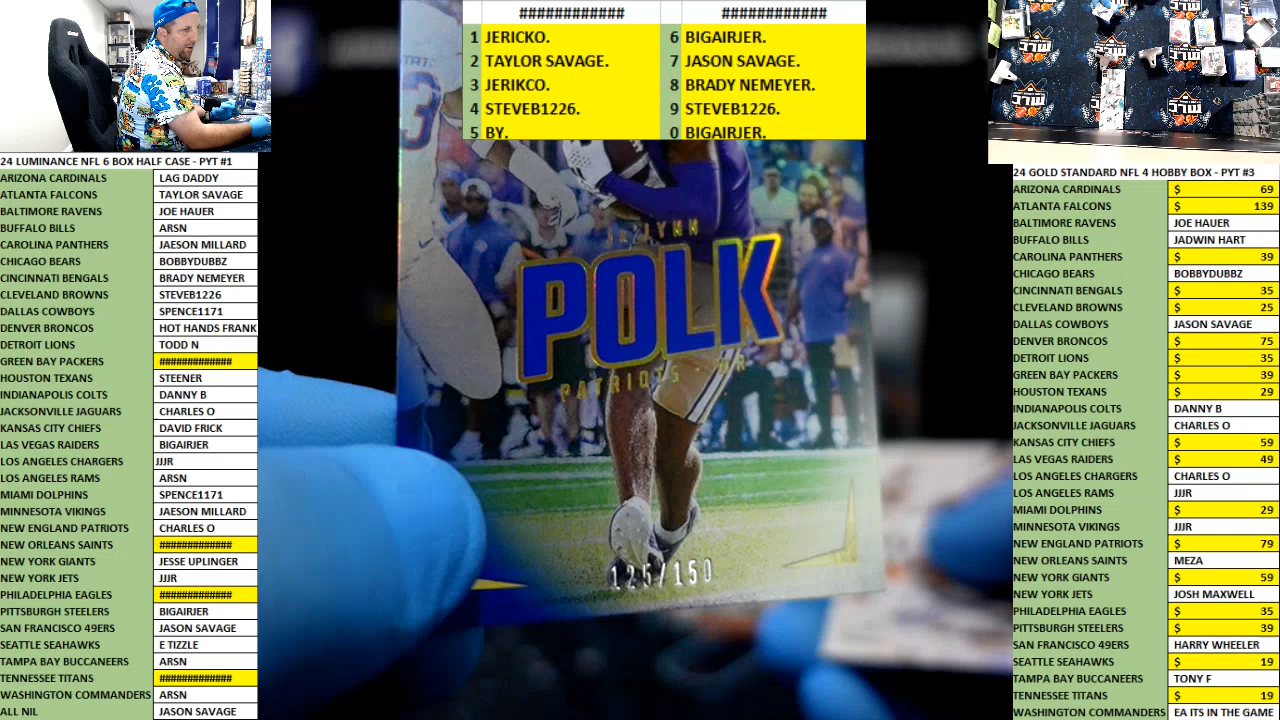 ############ ############
1 JERICKO. 6 BIGAIRJER.
2 TAYLOR SAVAGE. 7 JASON SAVAGE.
3 JERIKCO. 8 BRADY NEMEYER.
4 STEVEB1226. 9 STEVEB1226.
5 BY. 0 BIGAIRJER.
24 LUMINANCE NFL 6 BOX HALF CASE - PYT #1
ARIZONA CARDINALS LAG DADDY
ATLANTA FALCONS TAYLOR SAVAGE
BALTIMORE RAVENS JOE HAUER
BUFFALO BILLS ARSN
CAROLINA PANTHERS JAESON MILLARD
CHICAGO BEARS BOBBYDUBBZ
CINCINNATI BENGALS BRADY NEMEYER
CLEVELAND BROWNS STEVEB1226
DALLAS COWBOYS SPENCE1171
DENVER BRONCOS HOT HANDS FRANK
DETROIT LIONS TODD N
GREEN BAY PACKERS #############
HOUSTON TEXANS STEENER
INDIANAPOLIS COLTS DANNY B
JACKSONVILLE JAGUARS CHARLES O
KANSAS CITY CHIEFS DAVID FRICK
LAS VEGAS RAIDERS BIGAIRJER
LOS ANGELES CHARGERS JJJR
LOS ANGELES RAMS ARSN
MIAMI DOLPHINS SPENCE1171
MINNESOTA VIKINGS JAESON MILLARD
NEW ENGLAND PATRIOTS CHARLES O
NEW ORLEANS SAINTS #############
NEW YORK GIANTS JESSE UPLINGER
NEW YORK JETS JJJR
PHILADELPHIA EAGLES #############
PITTSBURGH STEELERS BIGAIRJER
SAN FRANCISCO 49ERS JASON SAVAGE
SEATTLE SEAHAWKS E TIZZLE
TAMPA BAY BUCCANEERS ARSN
TENNESSEE TITANS #############
WASHINGTON COMMANDERS ARSN
ALL NIL JASON SAVAGE
JA'LYNN
POLK
PATRIOTS - WR
125/150
24 GOLD STANDARD NFL 4 HOBBY BOX - PYT #3
ARIZONA CARDINALS $ 69
ATLANTA FALCONS $ 139
BALTIMORE RAVENS JOE HAUER
BUFFALO BILLS JADWIN HART
CAROLINA PANTHERS $ 39
CHICAGO BEARS BOBBYDUBBZ
CINCINNATI BENGALS $ 35
CLEVELAND BROWNS $ 25
DALLAS COWBOYS JASON SAVAGE
DENVER BRONCOS $ 75
DETROIT LIONS $ 35
GREEN BAY PACKERS $ 39
HOUSTON TEXANS $ 29
INDIANAPOLIS COLTS DANNY B
JACKSONVILLE JAGUARS CHARLES O
KANSAS CITY CHIEFS $ 59
LAS VEGAS RAIDERS $ 49
LOS ANGELES CHARGERS CHARLES O
LOS ANGELES RAMS JJJR
MIAMI DOLPHINS $ 29
MINNESOTA VIKINGS JJJR
NEW ENGLAND PATRIOTS $ 79
NEW ORLEANS SAINTS MEZA
NEW YORK GIANTS $ 59
NEW YORK JETS JOSH MAXWELL
PHILADELPHIA EAGLES $ 35
PITTSBURGH STEELERS $ 39
SAN FRANCISCO 49ERS HARRY WHEELER
SEATTLE SEAHAWKS $ 19
TAMPA BAY BUCCANEERS TONY F
TENNESSEE TITANS $ 19
WASHINGTON COMMANDERS EA ITS IN THE GAME